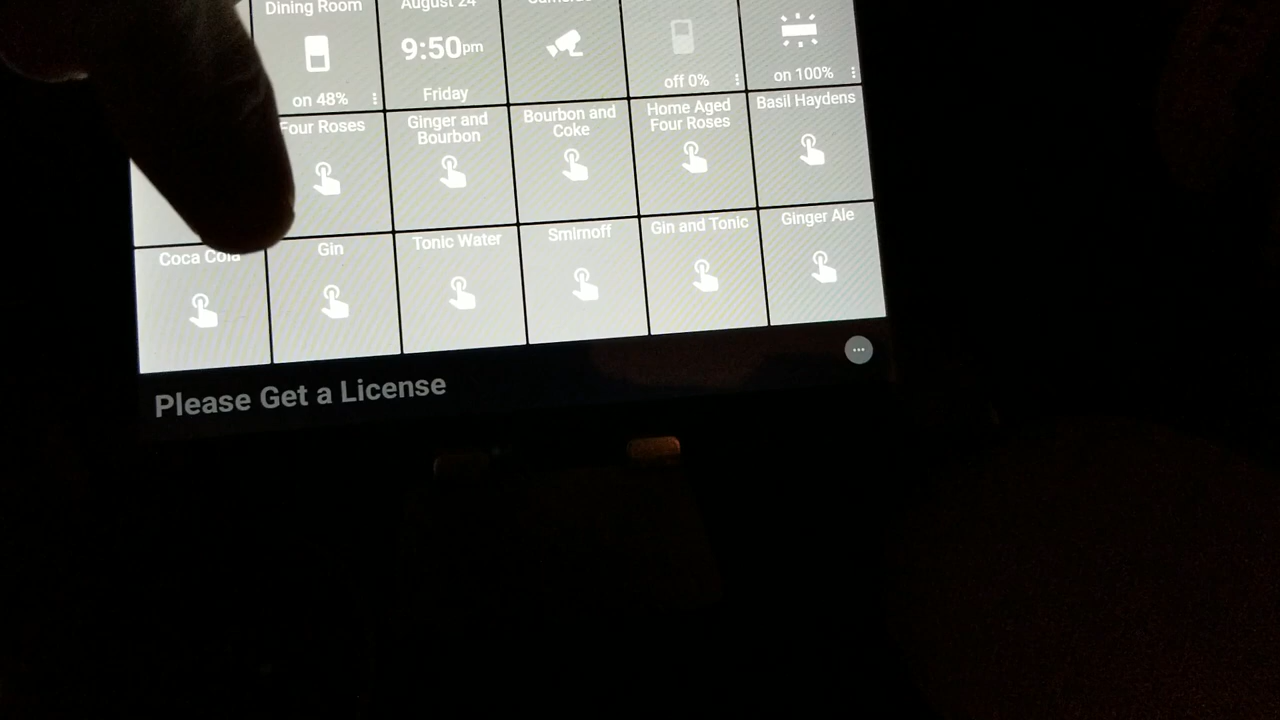 Dining Room
August 24
9:50pm
on 48%
Friday
off 0%
on 100%
Four Roses
Ginger and
Bourbon
Bourbon and
Coke
Home Aged
Four Roses
Basil Haydens
Coca Cola
Gin
Tonic Water
Smirnoff
Gin and Tonic
Ginger Ale
Please Get a License